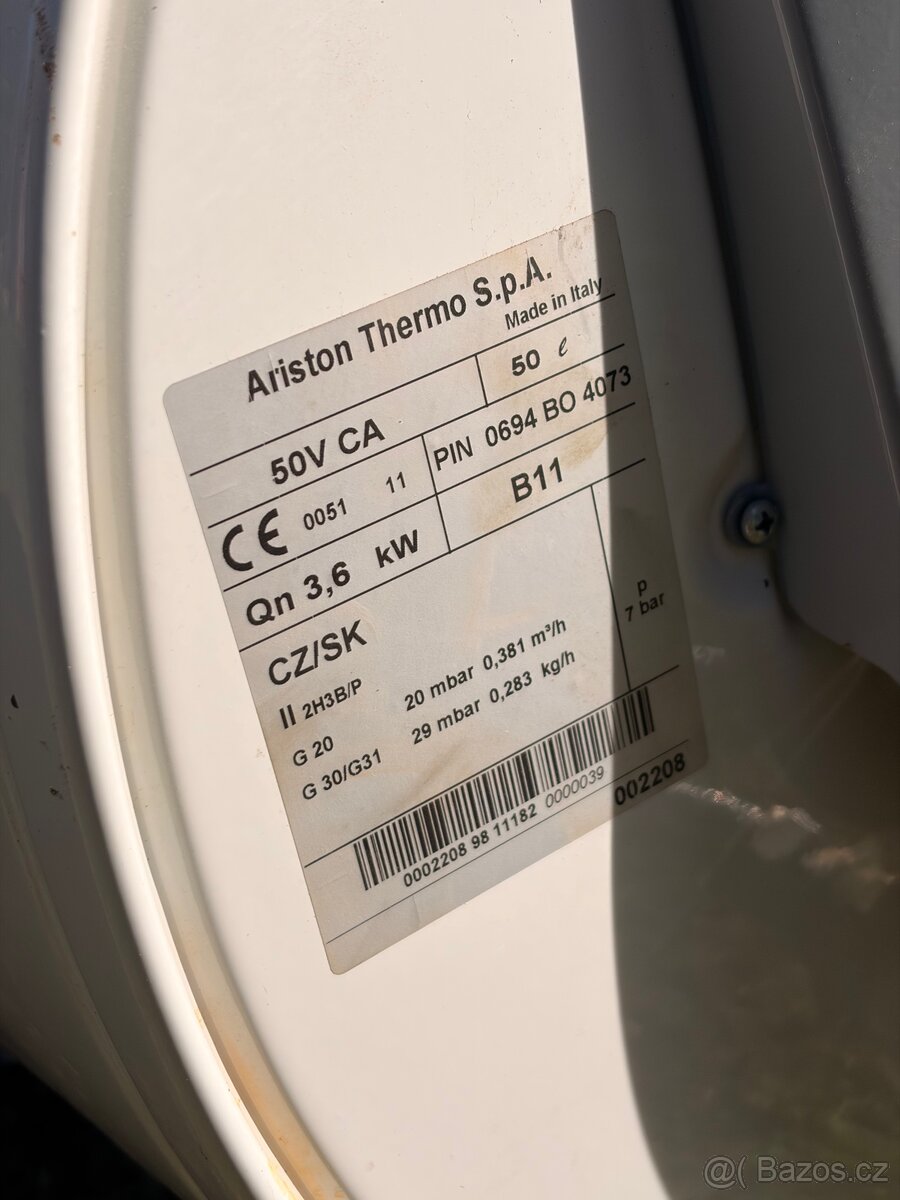 Ariston Thermo S.p.A.
Made in Italy
50V CA 50 ℓ
CE 0051 11 PIN 0694 BO 4073
Qn 3,6 kW B11
CZ/SK
II 2H3B/P
G 20 20 mbar 0,381 m³/h
G 30/G31 29 mbar 0,283 kg/h
p
7 bar
0002208 98 11182 0000039
002208
@( Bazos.cz